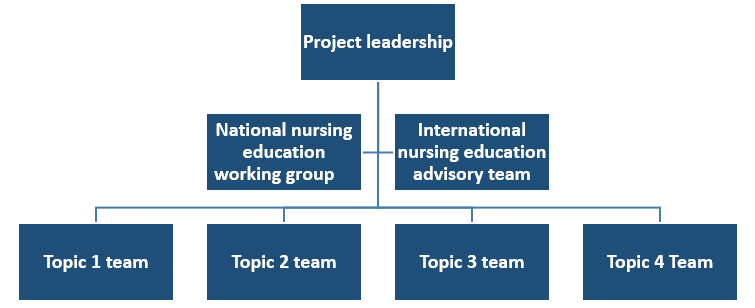 Project leadership
National nursing
education
working group
International
nursing education
advisory team
Topic 1 team
Topic 2 team
Topic 3 team
Topic 4 Team